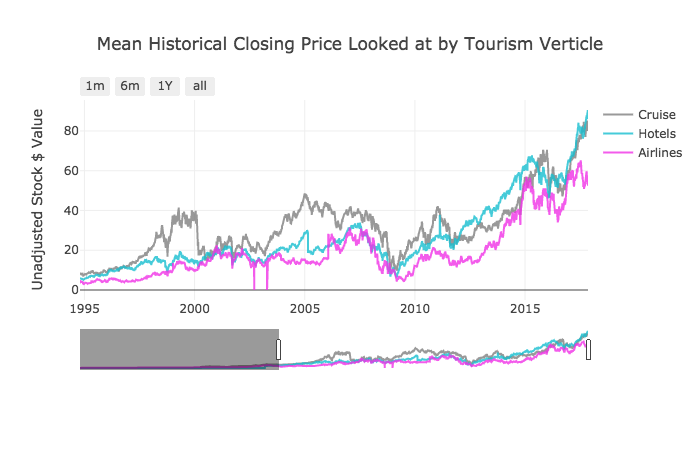 Mean Historical Closing Price Looked at by Tourism Verticle
1m 6m 1Y all
Unadjusted Stock $ Value
80
60
40
20
0
1995 2000 2005 2010 2015
Cruise
Hotels
Airlines